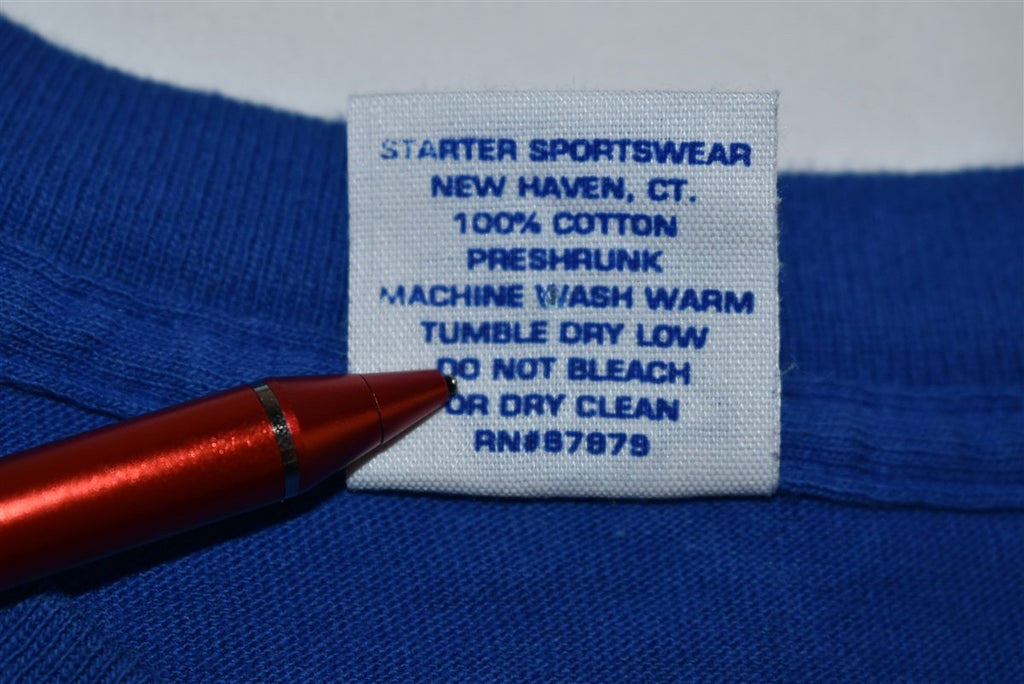 STARTER SPORTSWEAR
NEW HAVEN, CT.
100% COTTON
PRESHRUNK
MACHINE WASH WARM
TUMBLE DRY LOW
DO NOT BLEACH
OR DRY CLEAN
RN#87979